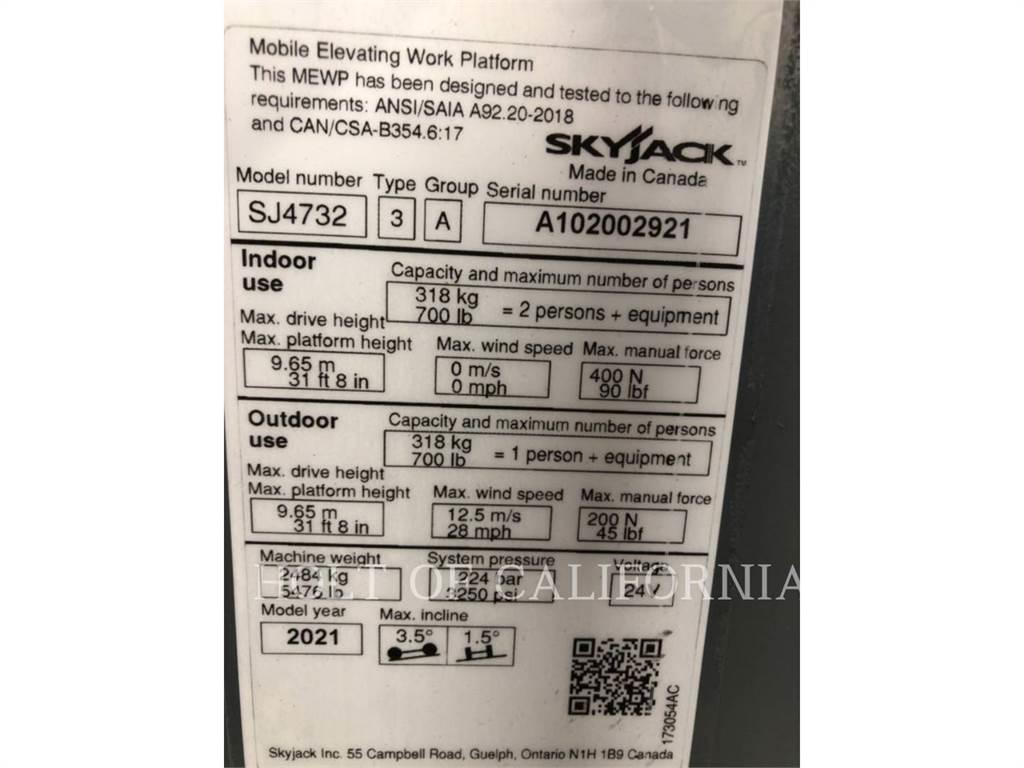 Mobile Elevating Work Platform
This MEWP has been designed and tested to the following
requirements: ANSI/SAIA A92.20-2018
and CAN/CSA-B354.6:17
SKYJACK™
Made in Canada
Model number Type Group Serial number
SJ4732 3 A A102002921
Indoor use
Capacity and maximum number of persons
318 kg
700 lb = 2 persons + equipment
Max. drive height
Max. platform height Max. wind speed Max. manual force
9.65 m 0 m/s 400 N
31 ft 8 in 0 mph 90 lbf
Outdoor use
Capacity and maximum number of persons
318 kg
700 lb = 1 person + equipment
Max. drive height
Max. platform height Max. wind speed Max. manual force
9.65 m 12.5 m/s 200 N
31 ft 8 in 28 mph 45 lbf
Machine weight System pressure Voltage
2484 kg 224 bar 24V
5476 lb 3250 psi
HOLT OF CALIFORNIA
Model year Max. incline
2021 3.5° 1.5°
173054AC
Skyjack Inc. 55 Campbell Road, Guelph, Ontario N1H 1B9 Canada